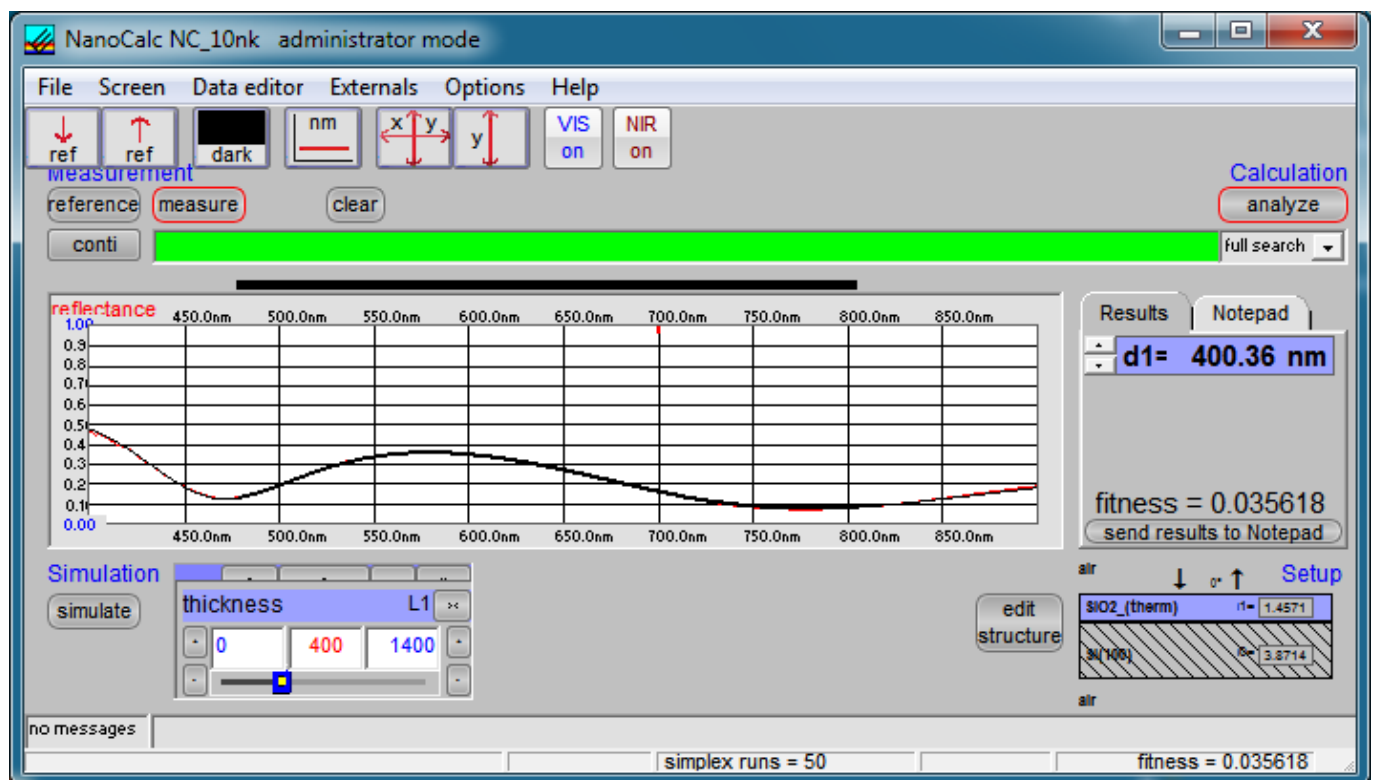 NanoCalc NC_10nk administrator mode
File Screen Data editor Externals Options Help
ref ref dark nm x y y VIS on NIR on
Measurement
Calculation
reference measure clear analyze
conti full search
reflectance 450.0nm 500.0nm 550.0nm 600.0nm 650.0nm 700.0nm 750.0nm 800.0nm 850.0nm
1.00
0.9
0.8
0.7
0.6
0.5
0.4
0.3
0.2
0.1
0.00
450.0nm 500.0nm 550.0nm 600.0nm 650.0nm 700.0nm 750.0nm 800.0nm 850.0nm
Results Notepad
d1= 400.36 nm
fitness = 0.035618
send results to Notepad
Simulation
simulate
thickness L1
0 400 1400
edit
structure
air 0° Setup
SIO2_(therm) 1.4571
SI(100) 3.8714
air
no messages
simplex runs = 50 fitness = 0.035618